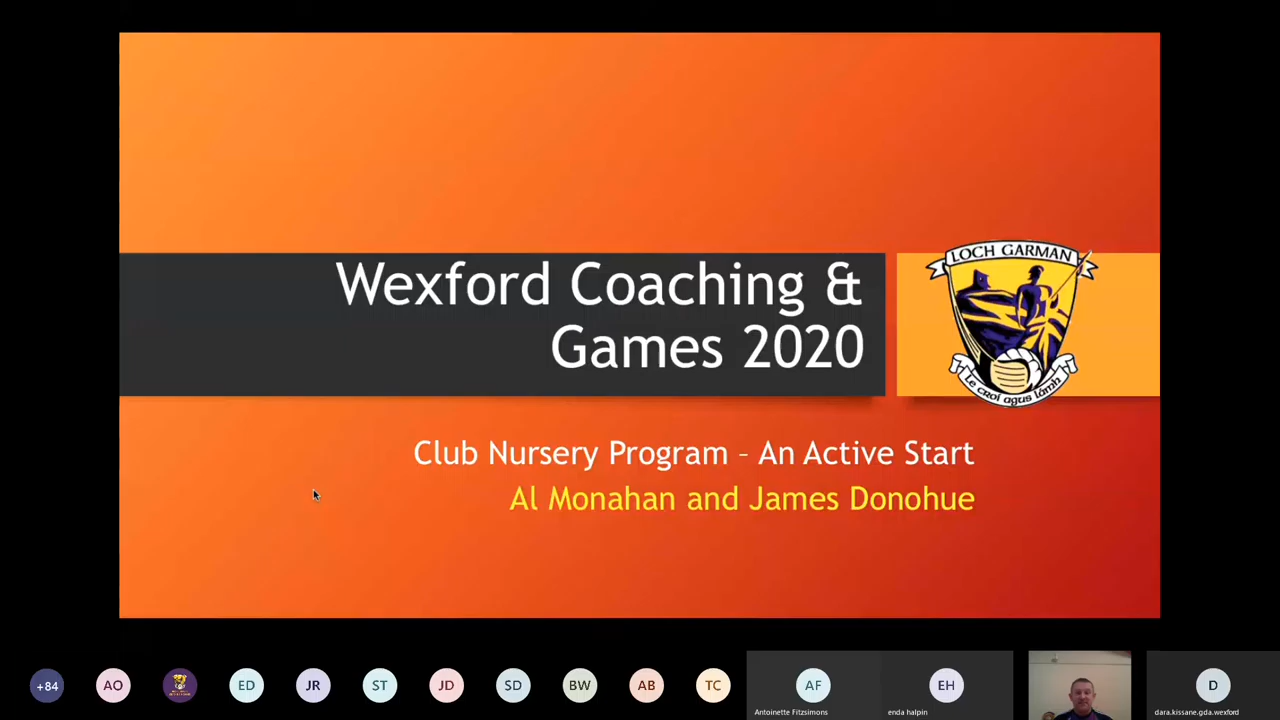 LOCH GARMAN
Wexford Coaching &
Games 2020
Le croí agus lámh
Club Nursery Program – An Active Start
Al Monahan and James Donohue
+84
AO
ED
JR
ST
JD
SD
BW
AB
TC
AF
Antoinette Fitzsimons
EH
enda halpin
D
dara.kissane.gda.wexford